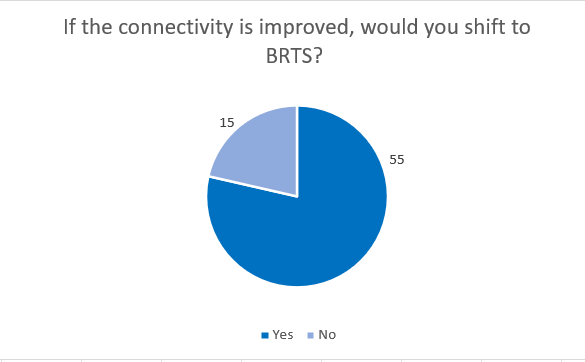 If the connectivity is improved, would you shift to
BRTS?
15
55
Yes No